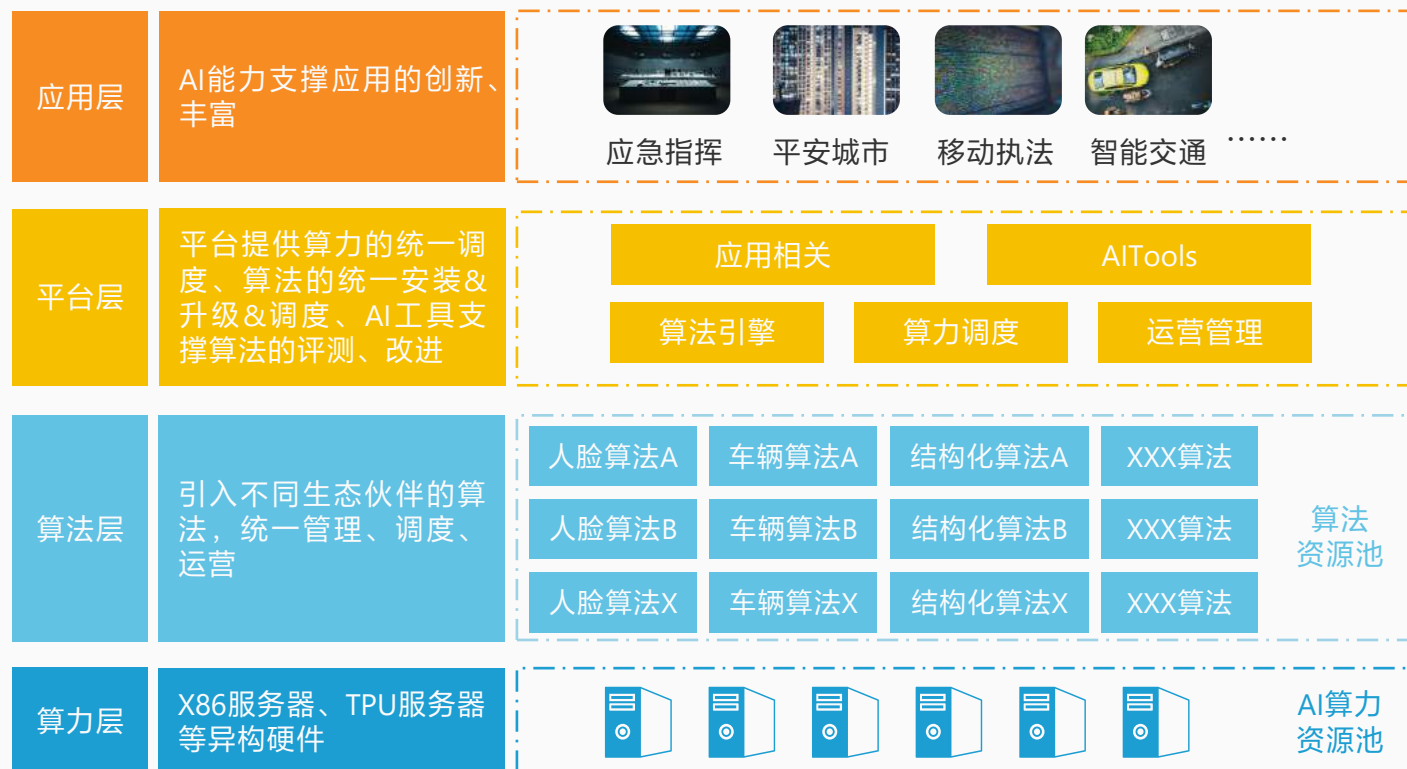 应用层
AI能力支撑应用的创新、
丰富
应急指挥
平安城市
移动执法
智能交通
……
平台层
平台提供算力的统一调
度、算法的统一安装&
升级&调度、AI工具支
撑算法的评测、改进
应用相关
AITools
算法引擎
算力调度
运营管理
算法层
引入不同生态伙伴的算
法，统一管理、调度、
运营
人脸算法A
车辆算法A
结构化算法A
XXX算法
人脸算法B
车辆算法B
结构化算法B
XXX算法
人脸算法X
车辆算法X
结构化算法X
XXX算法
算法
资源池
算力层
X86服务器、TPU服务器
等异构硬件
AI算力
资源池